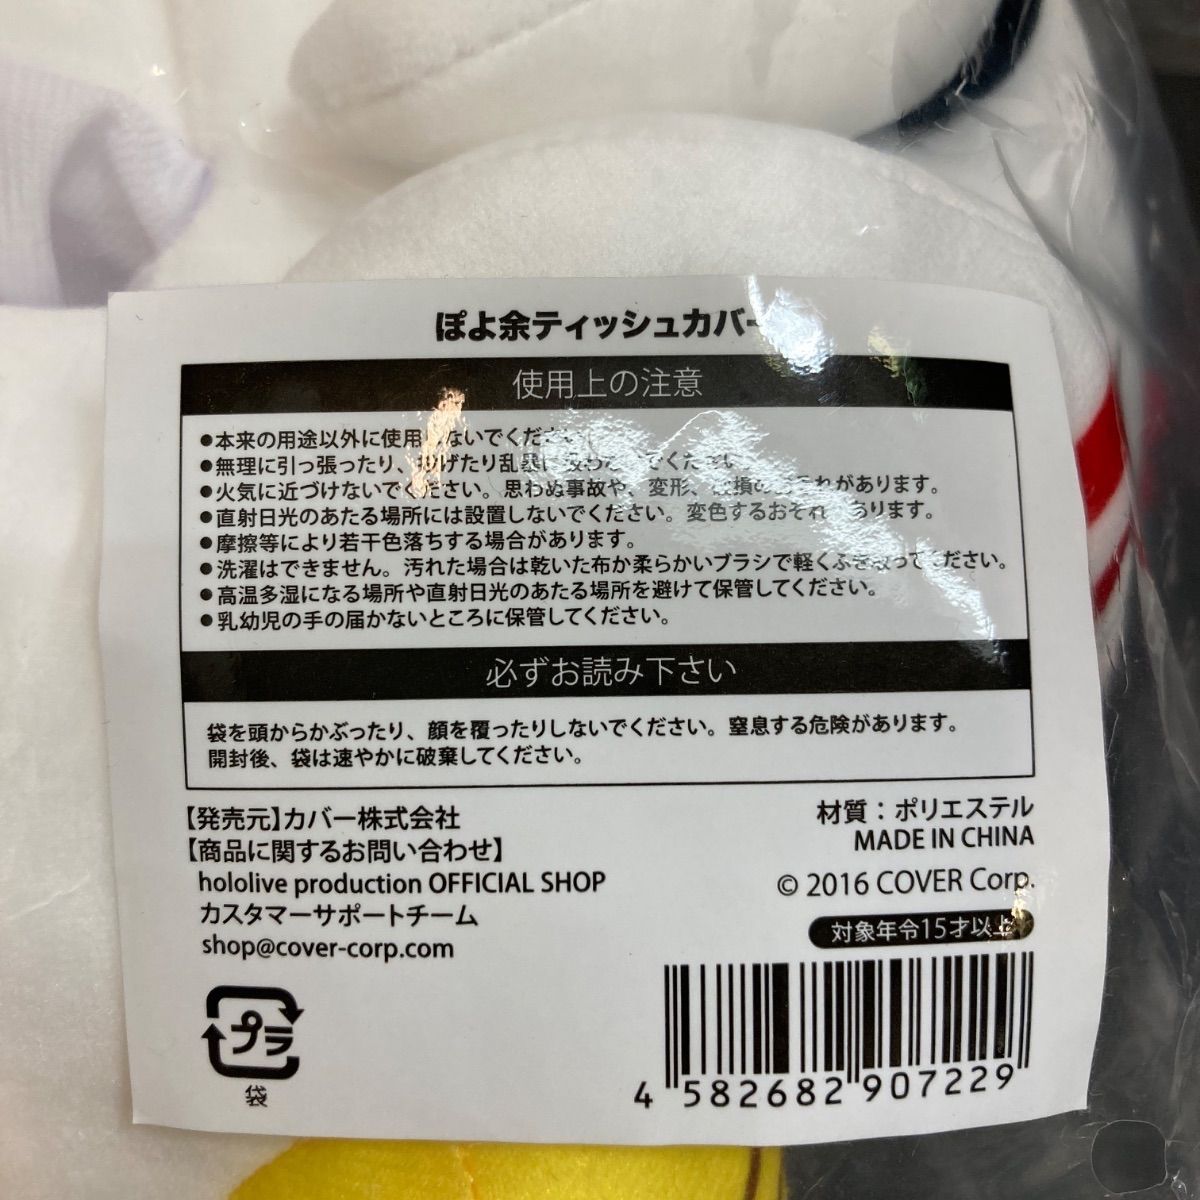 ぽよ余ティッシュカバー
使用上の注意
●本来の用途以外に使用しないでください。
●無理に引っ張ったり、投げたり乱暴に扱わないでください。
●火気に近づけないでください。思わぬ事故や、変形、破損のおそれがあります。
●直射日光のあたる場所には設置しないでください。変色するおそれがあります。
●摩擦等により若干色落ちする場合があります。
●洗濯はできません。汚れた場合は乾いた布か柔らかいブラシで軽くふき取ってください。
●高温多湿になる場所や直射日光のあたる場所を避けて保管してください。
●乳幼児の手の届かないところに保管してください。
必ずお読み下さい
袋を頭からかぶったり、顔を覆ったりしないでください。窒息する危険があります。
開封後、袋は速やかに破棄してください。
【発売元】カバー株式会社
【商品に関するお問い合わせ】
hololive production OFFICIAL SHOP
カスタマーサポートチーム
shop@cover-corp.com
材質：ポリエステル
MADE IN CHINA
© 2016 COVER Corp.
対象年令15才以上
プラ
袋
4 582682 907229